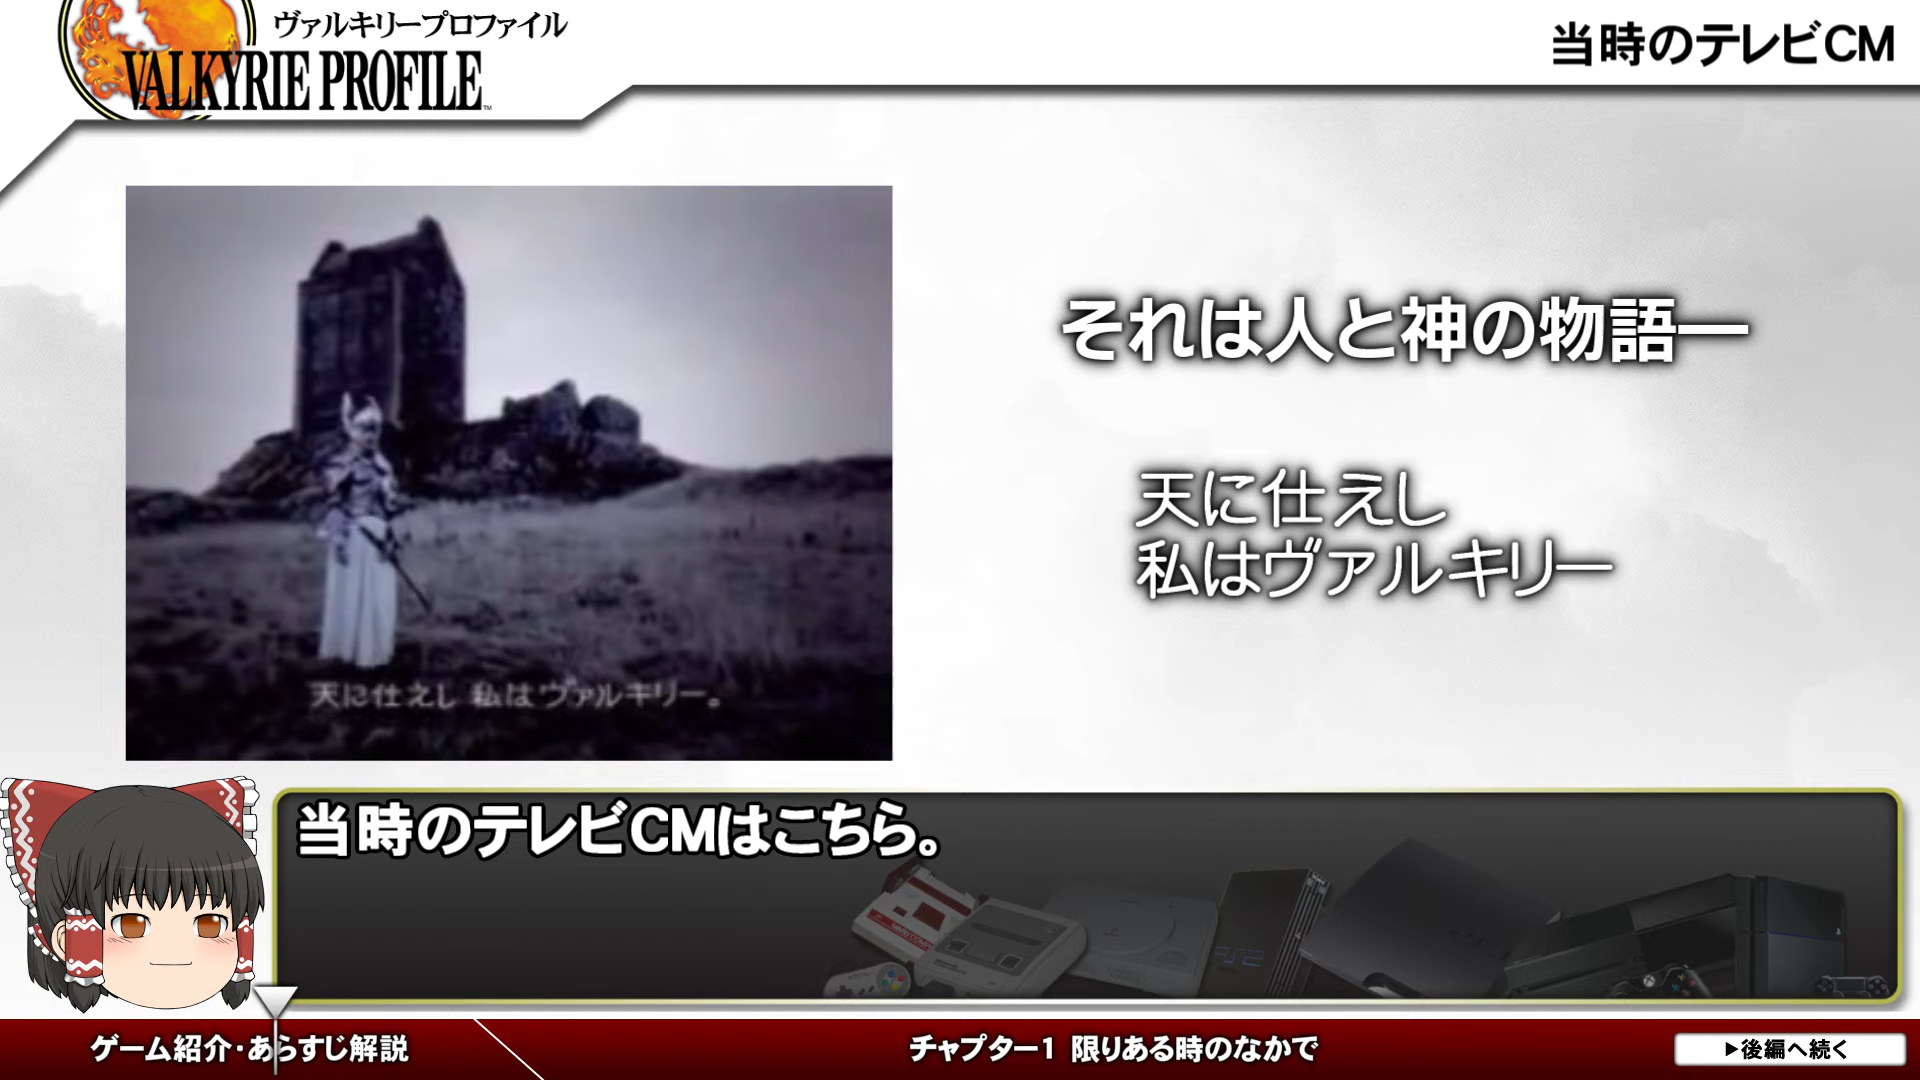 ヴァルキリープロファイル
VALKYRIE PROFILE
TM
当時のテレビCM
それは人と神の物語―
天に仕えし
私はヴァルキリー
天に仕えし 私はヴァルキリー。
当時のテレビCMはこちら。
PS2
ゲーム紹介・あらすじ解説
チャプター1 限りある時のなかで
▶後編へ続く